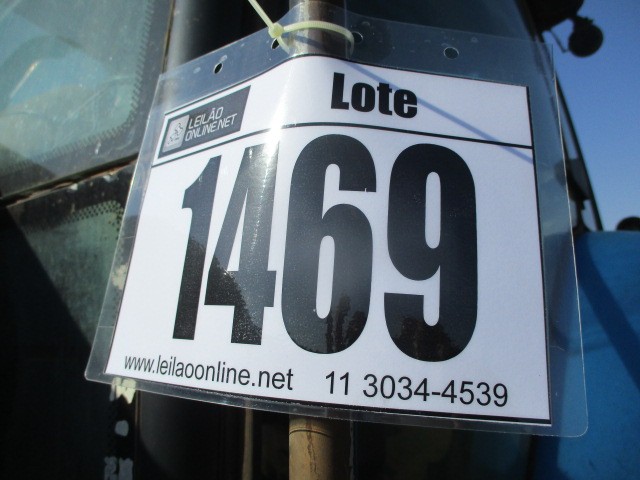 Lote
LEILÃO
ONLINE.NET
1469
www.leilaoonline.net 11 3034-4539